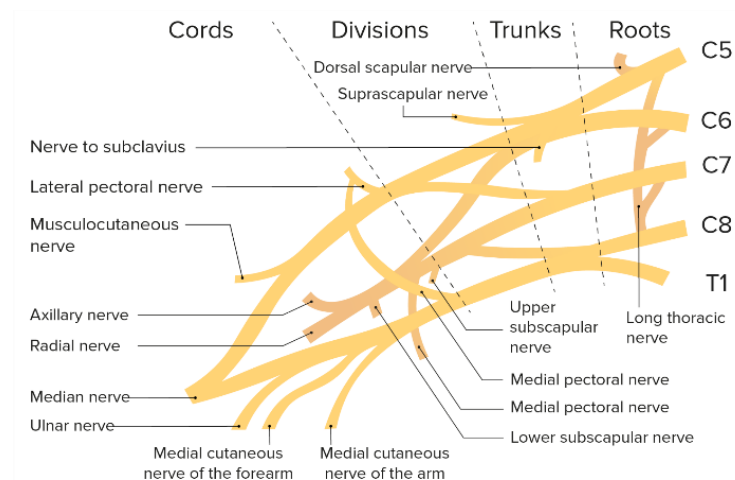 Cords
Divisions
Trunks
Roots
C5
Dorsal scapular nerve
Suprascapular nerve
C6
Nerve to subclavius
C7
Lateral pectoral nerve
Musculocutaneous
nerve
C8
T1
Axillary nerve
Radial nerve
Upper
subscapular
nerve
Long thoracic
nerve
Medial pectoral nerve
Median nerve
Medial pectoral nerve
Ulnar nerve
Lower subscapular nerve
Medial cutaneous
nerve of the forearm
Medial cutaneous
nerve of the arm